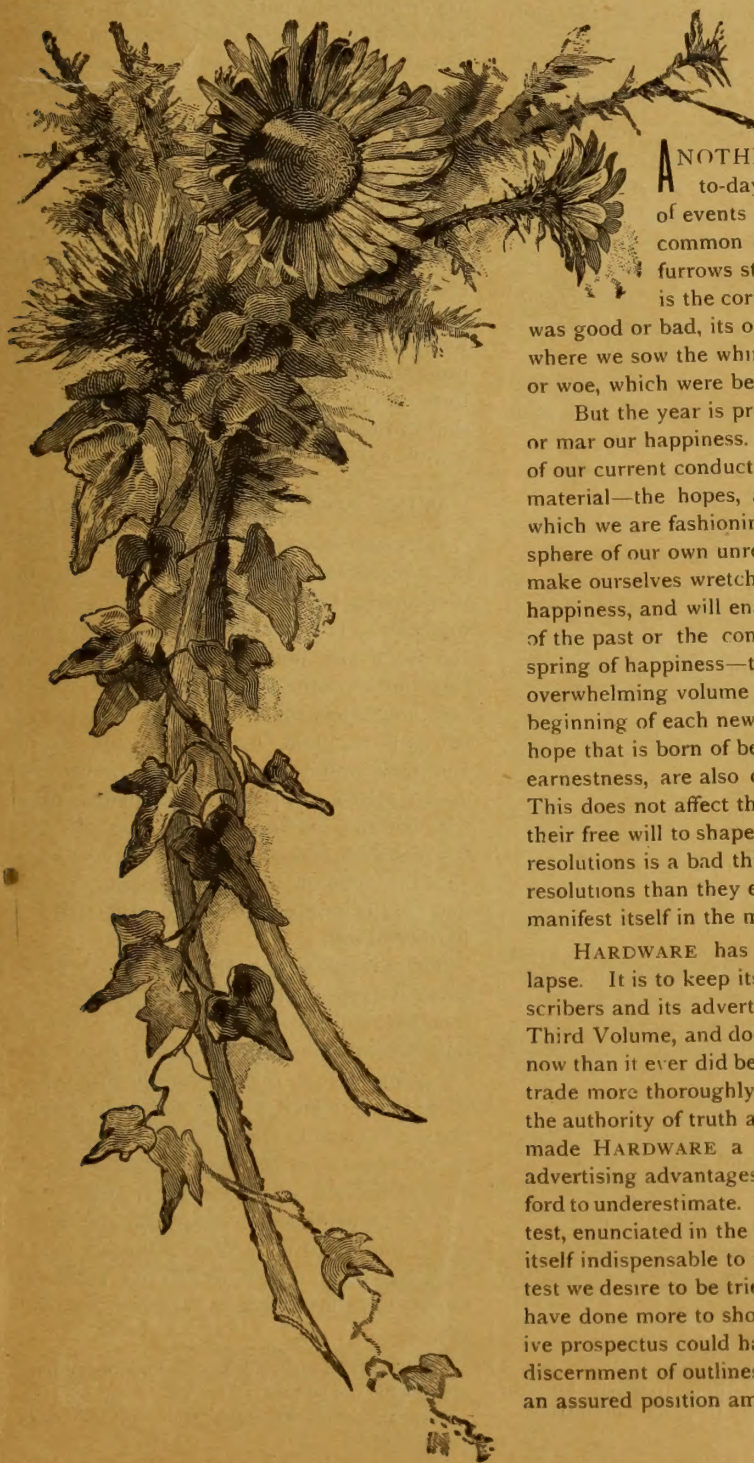 ANOTH
to-day
of events
common
furrows st
is the cor
was good or bad, its o
where we sow the whi
or woe, which were be
But the year is pr
or mar our happiness.
of our current conduct
material—the hopes,
which we are fashionin
sphere of our own unre
make ourselves wretch
happiness, and will en
of the past or the con
spring of happiness—t
overwhelming volume
beginning of each new
hope that is born of be
earnestness, are also
This does not affect th
their free will to shape
resolutions is a bad th
resolutions than they e
manifest itself in the m
HARDWARE has
lapse. It is to keep its
scribers and its advert
Third Volume, and do
now than it ever did be
trade more thoroughly
the authority of truth a
made HARDWARE a
advertising advantages
ford to underestimate.
test, enunciated in the
itself indispensable to
test we desire to be trie
have done more to sho
ive prospectus could ha
discernment of outlines
an assured position am